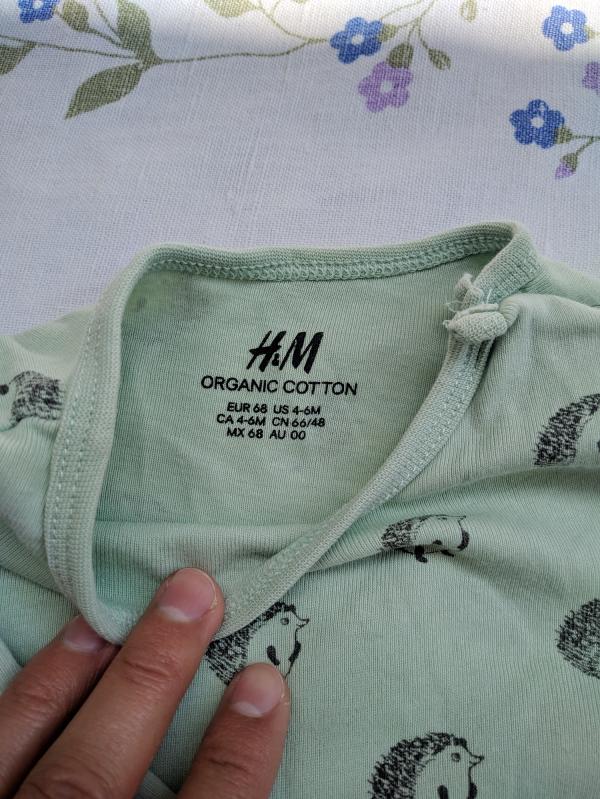 H&M
ORGANIC COTTON
EUR 68 US 4-6M
CA 4-6M CN 66/48
MX 68 AU 00